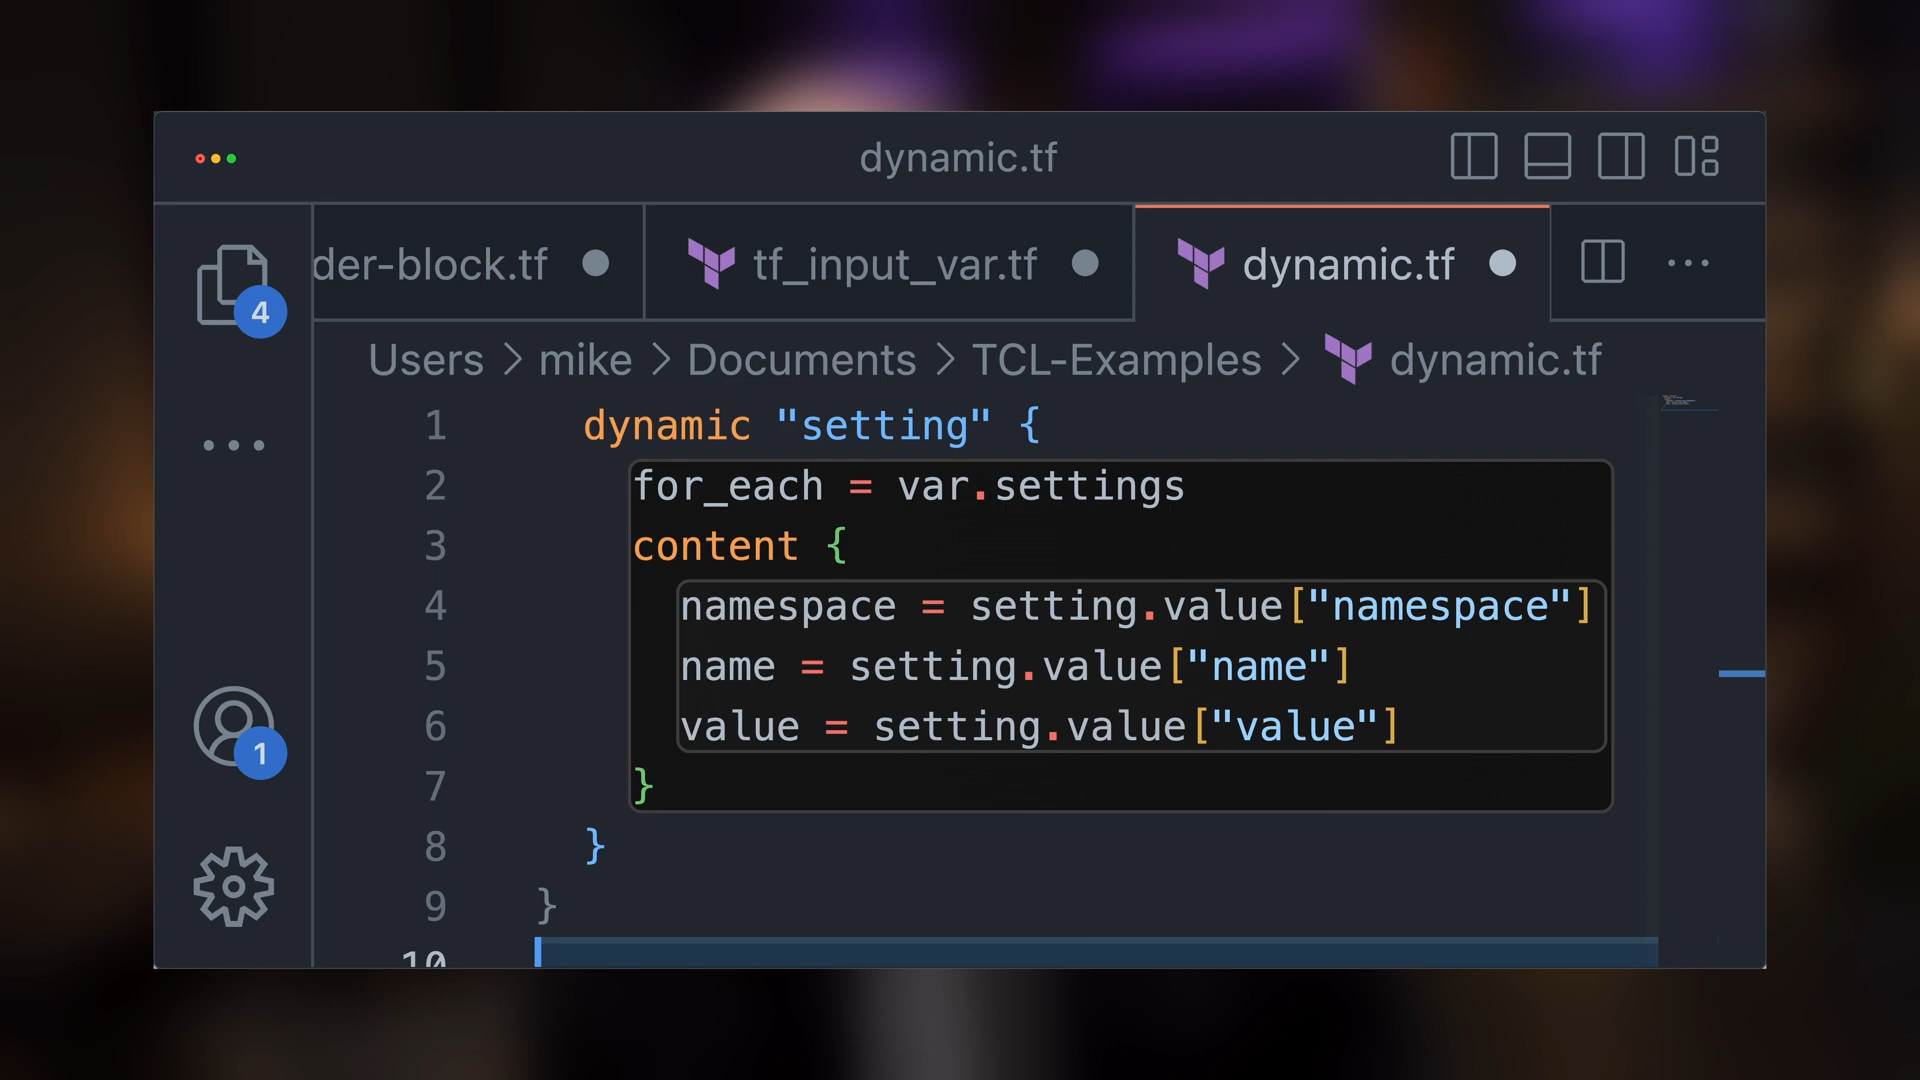 dynamic.tf
der-block.tf tf_input_var.tf dynamic.tf
4
Users > mike > Documents > TCL-Examples > dynamic.tf
1 dynamic "setting" {
2 for_each = var.settings
3 content {
4 namespace = setting.value["namespace"]
5 name = setting.value["name"]
6 value = setting.value["value"]
1
7 }
8 }
9 }
10